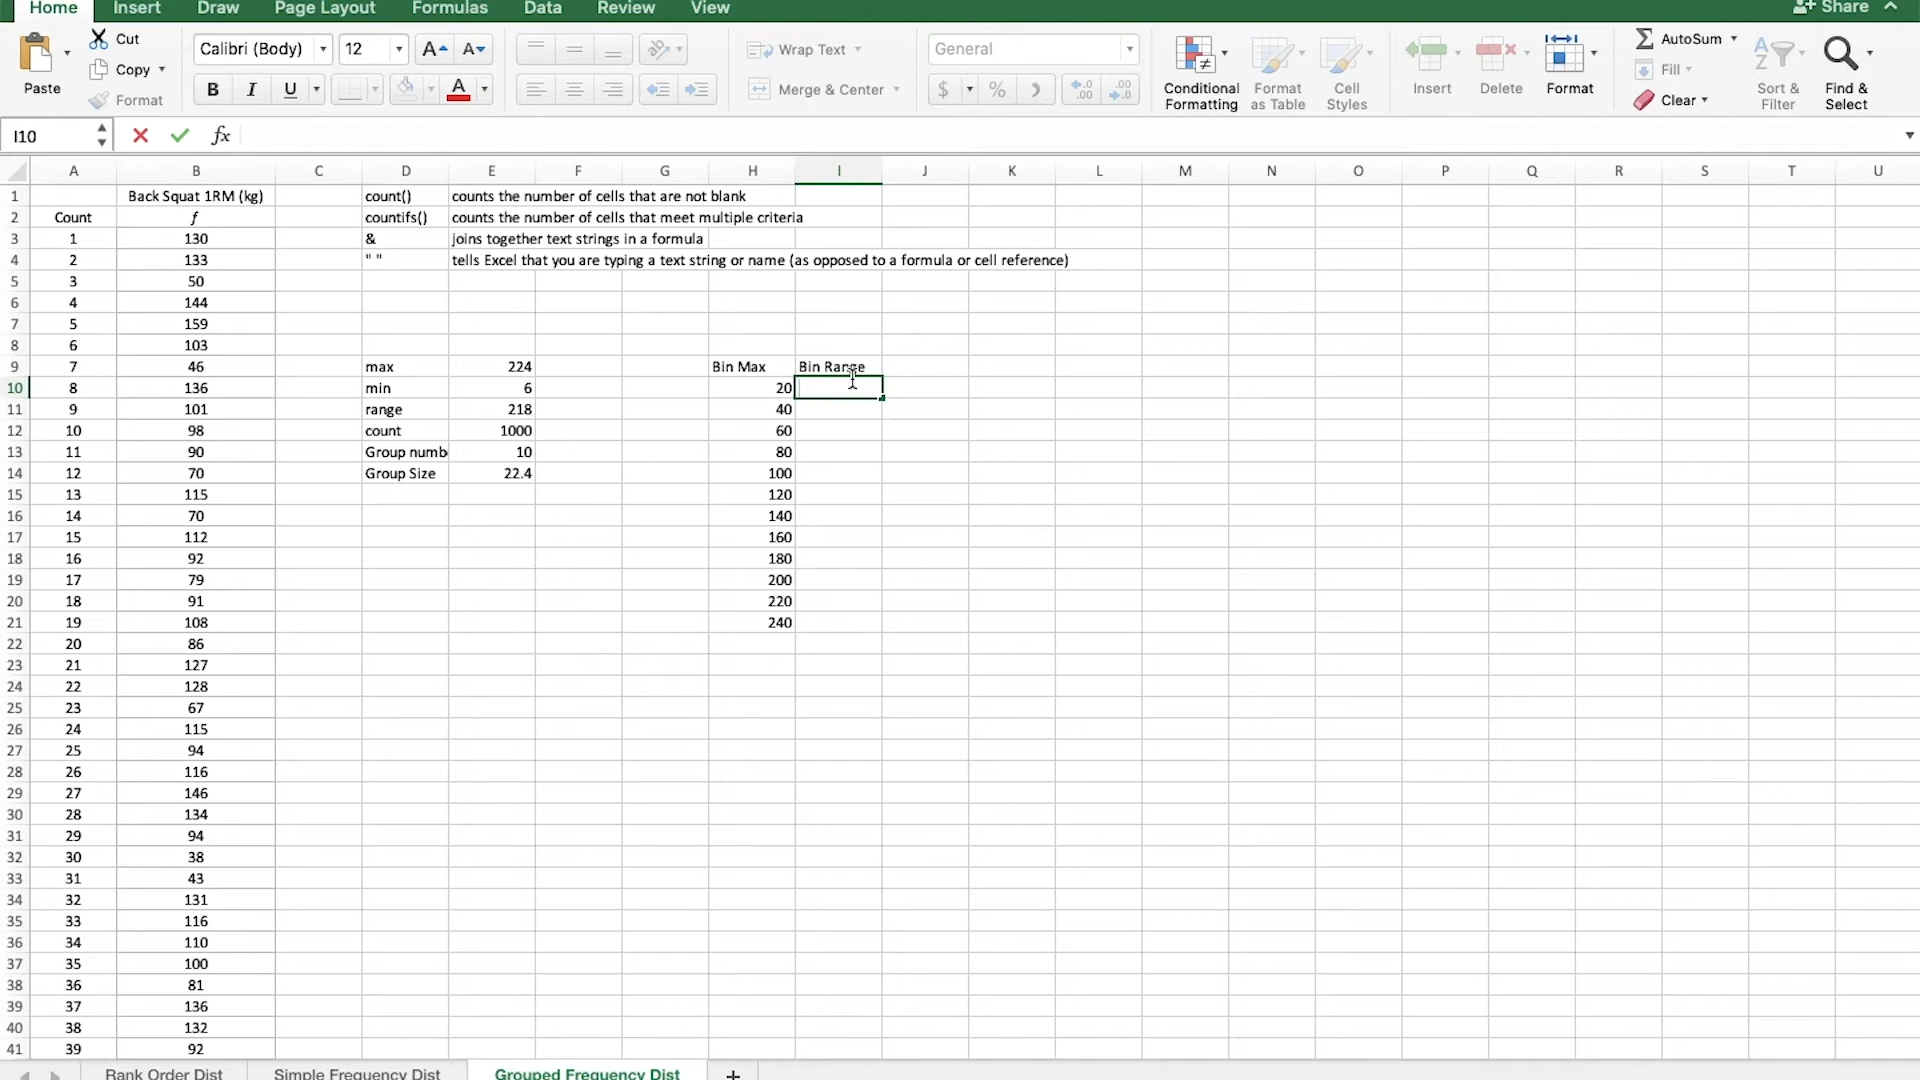 Home Insert Draw Page Layout Formulas Data Review View Share
Cut
Copy
Format
Paste
Calibri (Body) 12
A A
B I U A
Wrap Text
Merge & Center
General
$ % )
.0 .00
.00 .0
Conditional Formatting
Format as Table
Cell Styles
Insert
Delete
Format
AutoSum
Fill
Clear
Sort & Filter
Find & Select
I10 fx
A B C D E F G H I J K L M N O P Q R S T U
1 Back Squat 1RM (kg) count() counts the number of cells that are not blank
2 Count f countifs() counts the number of cells that meet multiple criteria
3 1 130 & joins together text strings in a formula
4 2 133 " " tells Excel that you are typing a text string or name (as opposed to a formula or cell reference)
5 3 50
6 4 144
7 5 159
8 6 103
9 7 46 max 224 Bin Max Bin Range
10 8 136 min 6 20
11 9 101 range 218 40
12 10 98 count 1000 60
13 11 90 Group numb 10 80
14 12 70 Group Size 22.4 100
15 13 115 120
16 14 70 140
17 15 112 160
18 16 92 180
19 17 79 200
20 18 91 220
21 19 108 240
22 20 86
23 21 127
24 22 128
25 23 67
26 24 115
27 25 94
28 26 116
29 27 146
30 28 134
31 29 94
32 30 38
33 31 43
34 32 131
35 33 116
36 34 110
37 35 100
38 36 81
39 37 136
40 38 132
41 39 92
Rank Order Dist Simple Frequency Dist Grouped Frequency Dist +